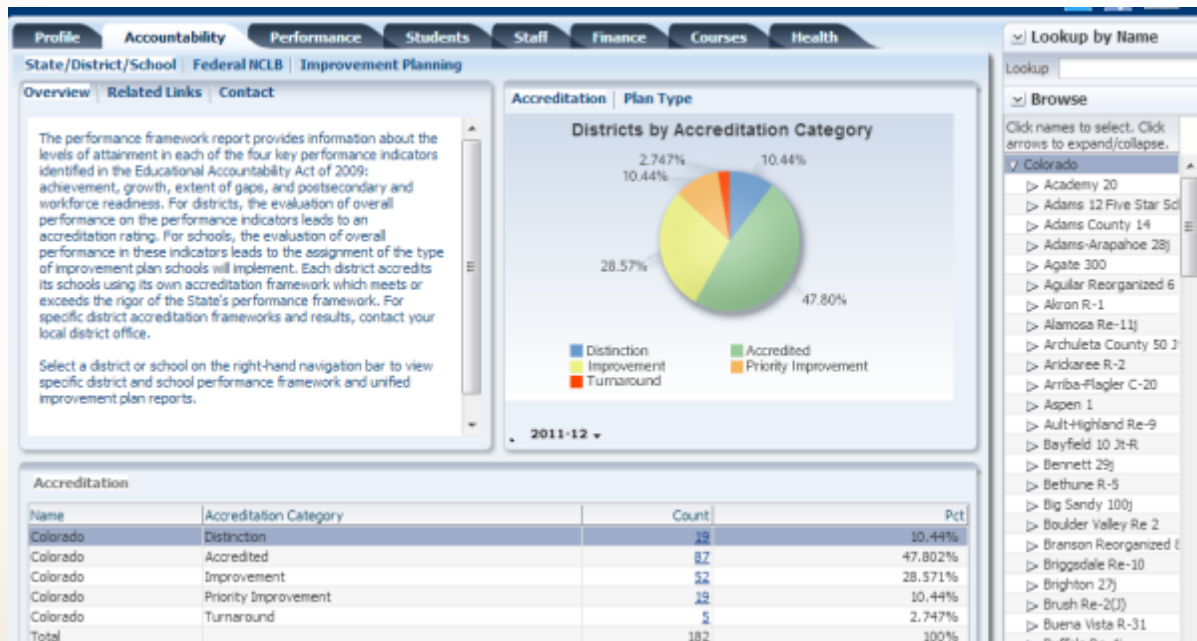 Profile Accountability Performance Students Staff Finance Courses Health
State/District/School Federal NCLB Improvement Planning
Overview Related Links Contact
The performance framework report provides information about the
levels of attainment in each of the four key performance indicators
identified in the Educational Accountability Act of 2009:
achievement, growth, extent of gaps, and postsecondary and
workforce readiness. For districts, the evaluation of overall
performance on the performance indicators leads to an
accreditation rating. For schools, the evaluation of overall
performance in these indicators leads to the assignment of the type
of improvement plan schools will implement. Each district accredits
its schools using its own accreditation framework which meets or
exceeds the rigor of the State's performance framework. For
specific district accreditation frameworks and results, contact your
local district office.
Select a district or school on the right-hand navigation bar to view
specific district and school performance framework and unified
improvement plan reports.
Accreditation Plan Type
Districts by Accreditation Category
2.747%
10.44%
10.44%
28.57%
47.80%
Distinction Accredited
Improvement Priority Improvement
Turnaround
2011-12
Accreditation
Name Accreditation Category Count Pct
Colorado Distinction 19 10.44%
Colorado Accredited 87 47.802%
Colorado Improvement 52 28.571%
Colorado Priority Improvement 19 10.44%
Colorado Turnaround 5 2.747%
Total 182 100%
Lookup by Name
Lookup
Browse
Click names to select. Click
arrows to expand/collapse.
Colorado
Academy 20
Adams 12 Five Star Scl
Adams County 14
Adams-Arapahoe 28j
Agate 300
Aguilar Reorganized 6
Akron R-1
Alamosa Re-11j
Archuleta County 50 J
Arickaree R-2
Arriba-Flagler C-20
Aspen 1
Ault-Highland Re-9
Bayfield 10 Jt-R
Bennett 29j
Bethune R-5
Big Sandy 100j
Boulder Valley Re 2
Branson Reorganized 8
Briggsdale Re-10
Brighton 27j
Brush Re-2(J)
Buena Vista R-31